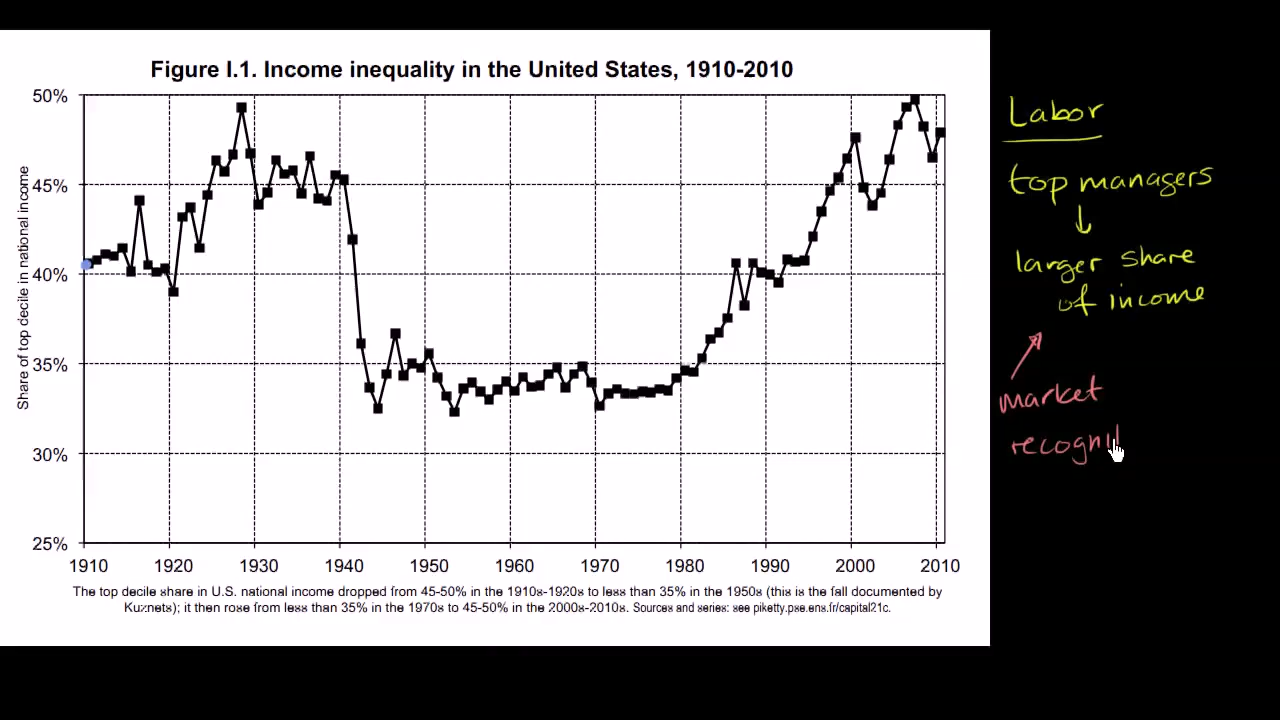 Figure I.1. Income inequality in the United States, 1910-2010
50%
45%
40%
35%
30%
25%
Share of top decile in national income
1910 1920 1930 1940 1950 1960 1970 1980 1990 2000 2010
The top decile share in U.S. national income dropped from 45-50% in the 1910s-1920s to less than 35% in the 1950s (this is the fall documented by
Kuznets); it then rose from less than 35% in the 1970s to 45-50% in the 2000s-2010s. Sources and series: see piketty.pse.ens.fr/capital21c.
Labor
top managers
larger share
of income
market
recogni